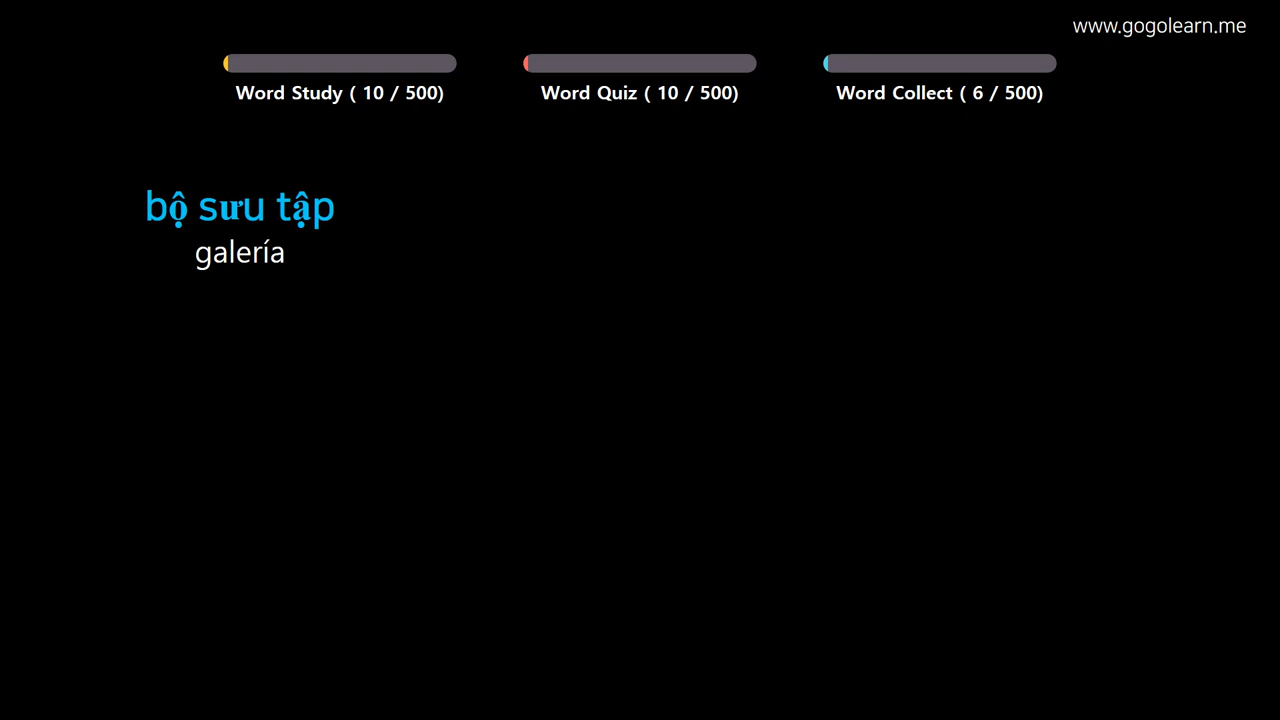 www.gogolearn.me
Word Study ( 10 / 500)
Word Quiz ( 10 / 500)
Word Collect ( 6 / 500)
bộ sưu tập
galería